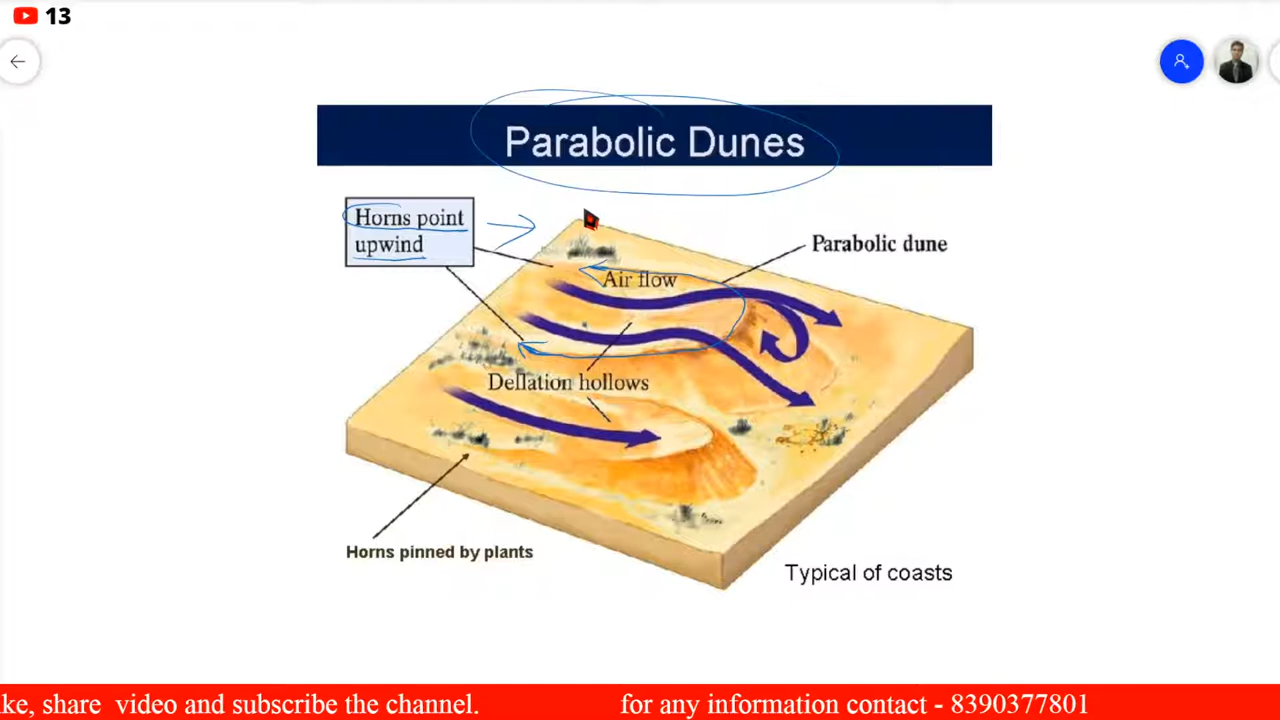 13
Parabolic Dunes
Horns point
upwind
Parabolic dune
Air flow
Deflation hollows
Horns pinned by plants
Typical of coasts
ke, share video and subscribe the channel. for any information contact - 8390377801